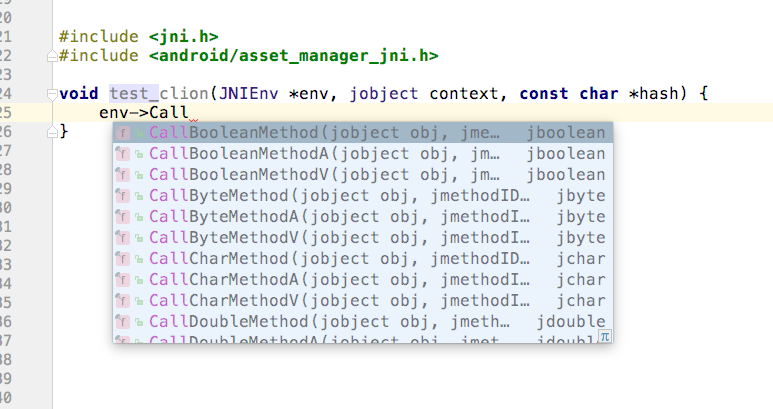 20
21 #include <jni.h>
22 #include <android/asset_manager_jni.h>
23
24 void test_clion(JNIEnv *env, jobject context, const char *hash) {
25 env->Call
26 }
27
28
29
30
31
32
33
34
35
36
37
38
39
40
f CallBooleanMethod(jobject obj, jme… jboolean
f CallBooleanMethodA(jobject obj, jm… jboolean
f CallBooleanMethodV(jobject obj, jm… jboolean
f CallByteMethod(jobject obj, jmethodID… jbyte
f CallByteMethodA(jobject obj, jmethodI… jbyte
f CallByteMethodV(jobject obj, jmethodI… jbyte
f CallCharMethod(jobject obj, jmethodID… jchar
f CallCharMethodA(jobject obj, jmethodI… jchar
f CallCharMethodV(jobject obj, jmethodI… jchar
f CallDoubleMethod(jobject obj, jmeth… jdouble
f CallDoubleMethodA(jobject obj, jmet… jdouble
π